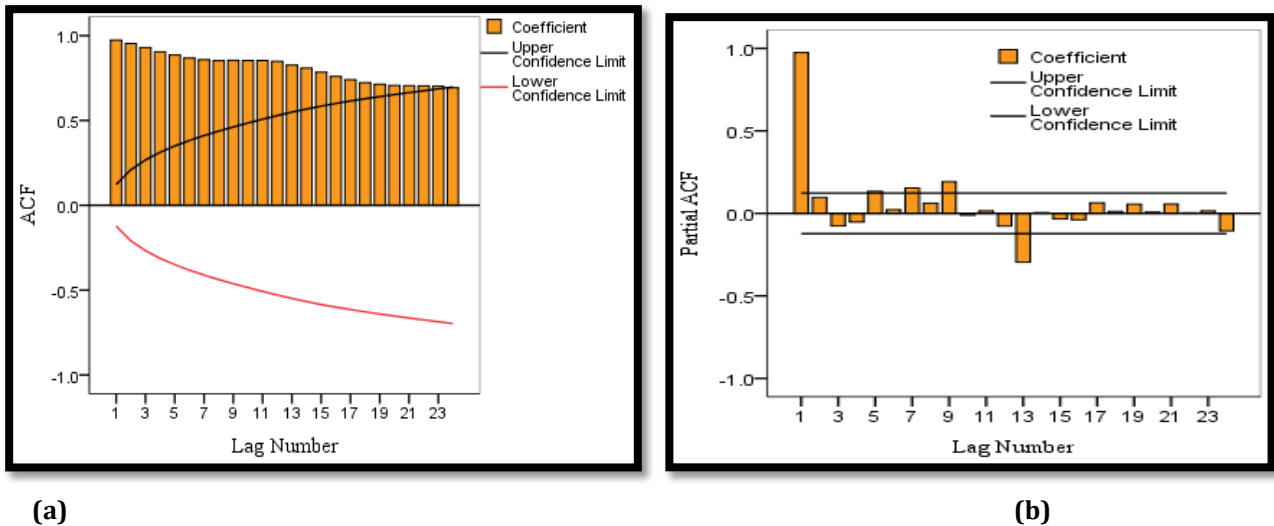 Coefficient
Upper
Confidence Limit
Lower
Confidence Limit
1.0
0.5
0.0
-0.5
-1.0
ACF
1 3 5 7 9 11 13 15 17 19 21 23
Lag Number
(a)
Coefficient
Upper
Confidence Limit
Lower
Confidence Limit
1.0
0.5
0.0
-0.5
-1.0
Partial ACF
1 3 5 7 9 11 13 15 17 19 21 23
Lag Number
(b)